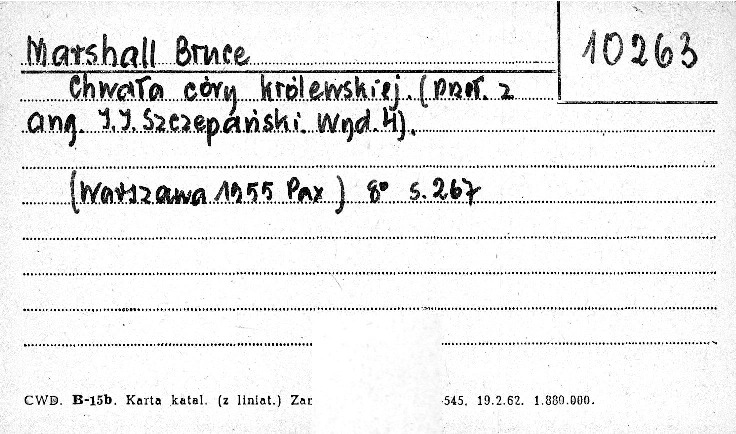 Marshall Bruce
10263
Chwała córy królewskiej. (Przeł. z
ang. J.J. Szczepański. Wyd. 4).
(Warszawa 1955 Pax) 8° s. 267
CWD. B-15b. Karta katal. (z liniat.) Zar -545. 19.2.62. 1.880.000.